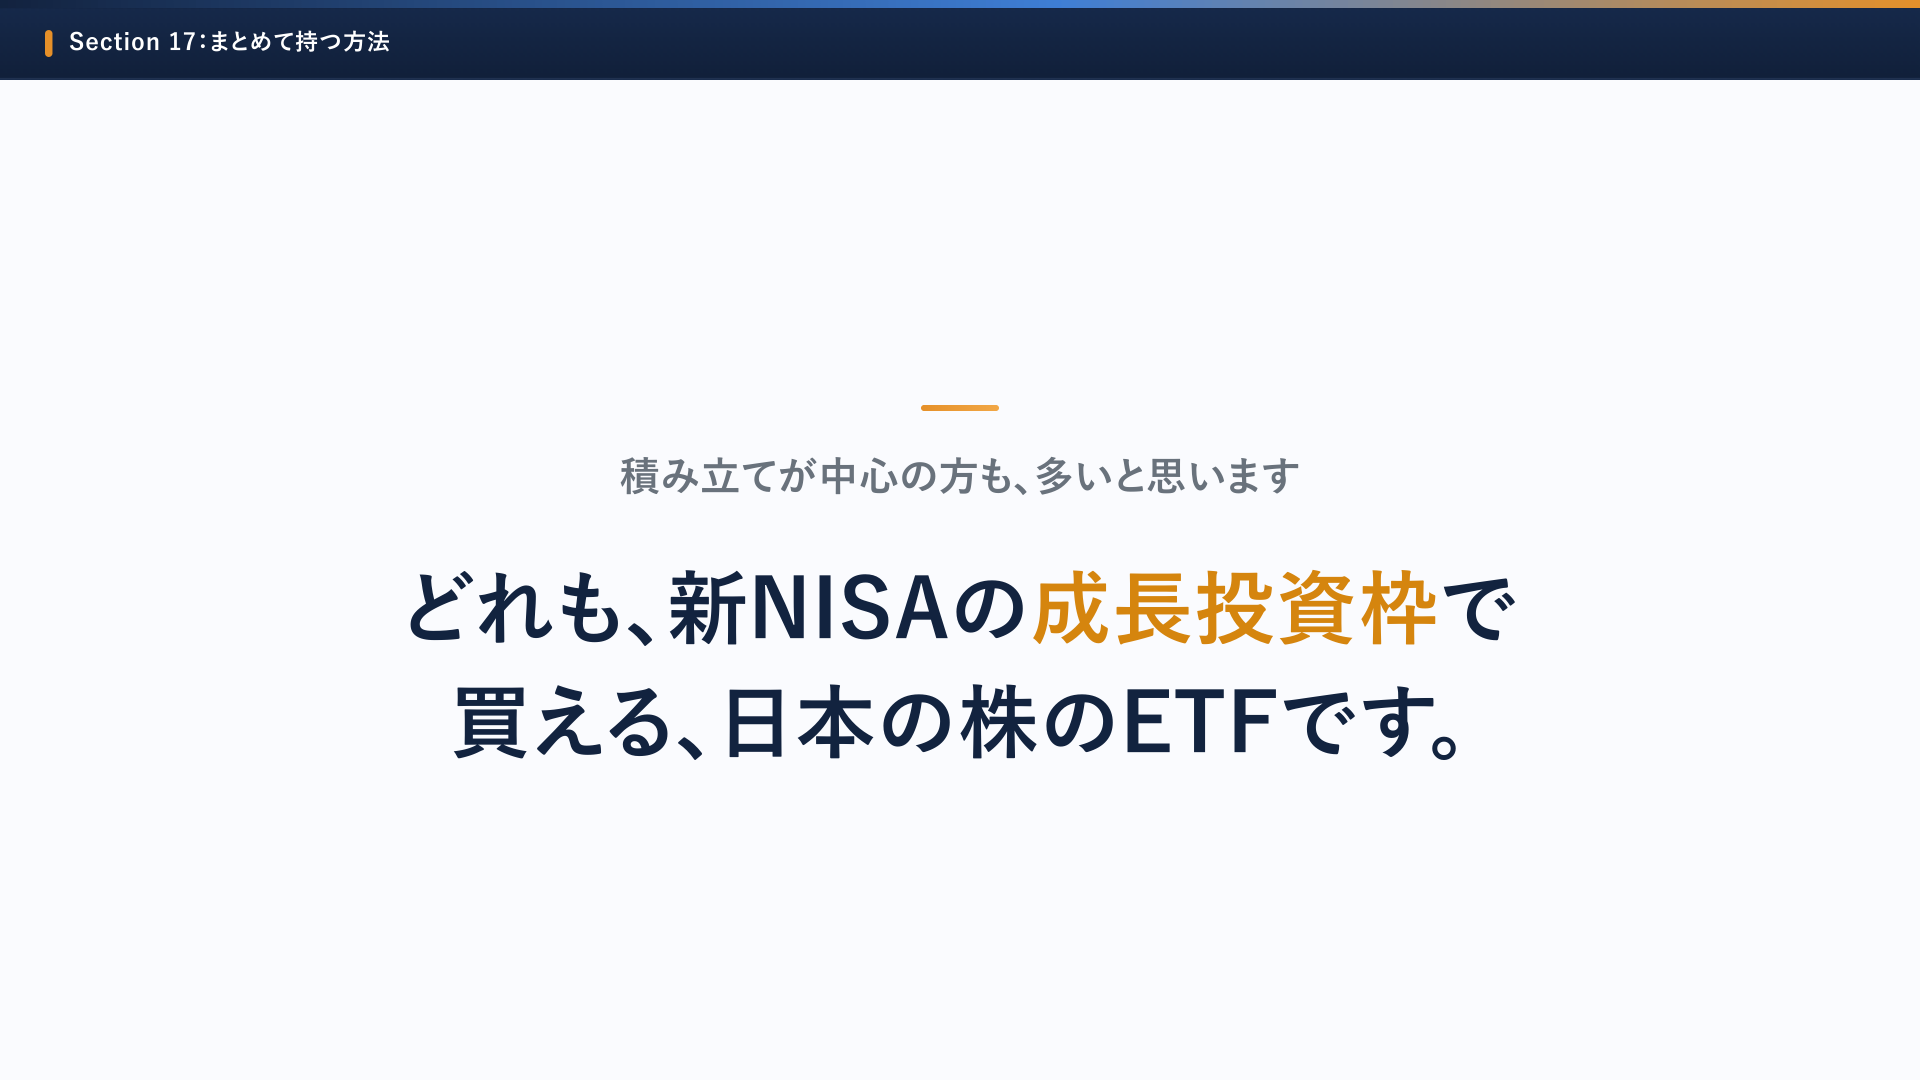 Section 17：まとめて持つ方法
積み立てが中心の方も、多いと思います
どれも、新NISAの成長投資枠で
買える、日本の株のETFです。